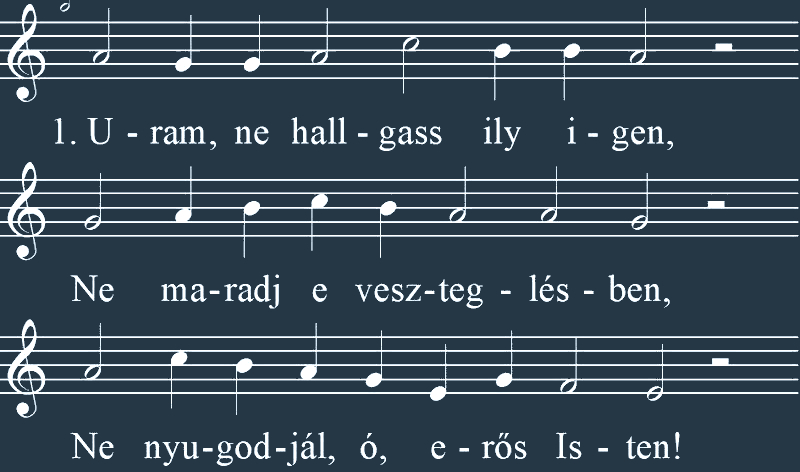 1. U - ram, ne hall - gass ily i - gen,
Ne ma-radj e vesz-teg - lés - ben,
Ne nyu-god-jál, ó, e - rős Is - ten!